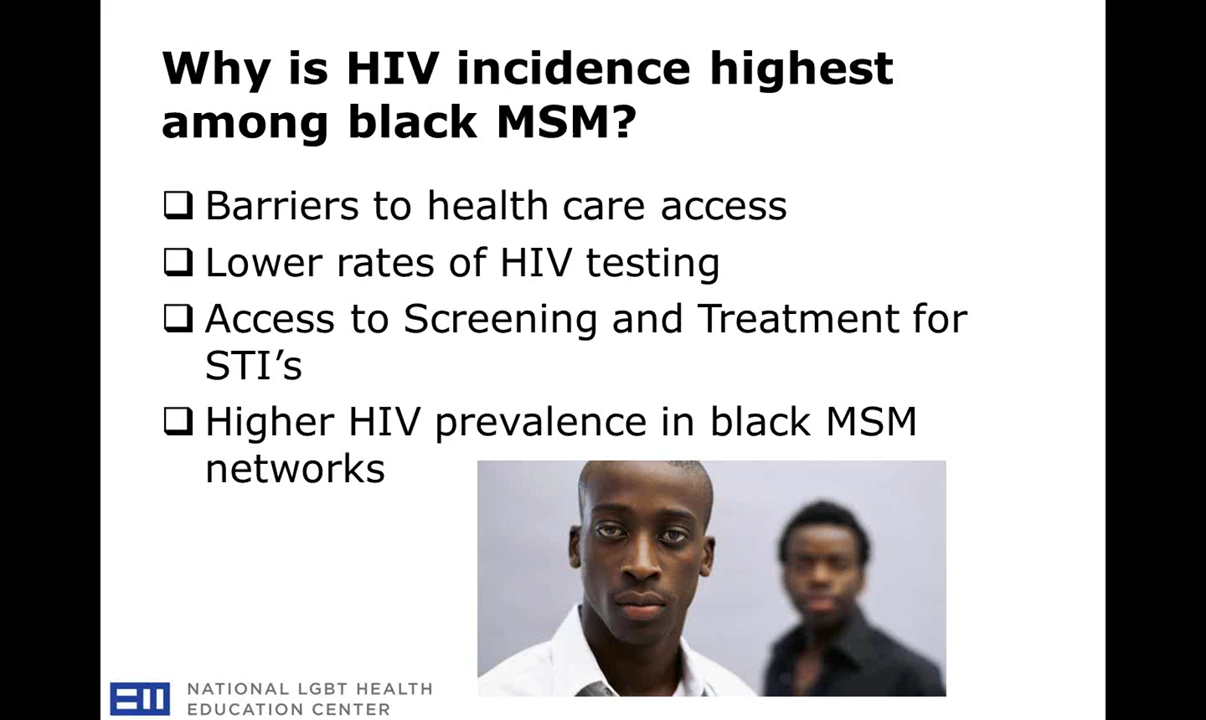 Why is HIV incidence highest
among black MSM?
❑ Barriers to health care access
❑ Lower rates of HIV testing
❑ Access to Screening and Treatment for
STI’s
❑ Higher HIV prevalence in black MSM
networks
NATIONAL LGBT HEALTH
EDUCATION CENTER